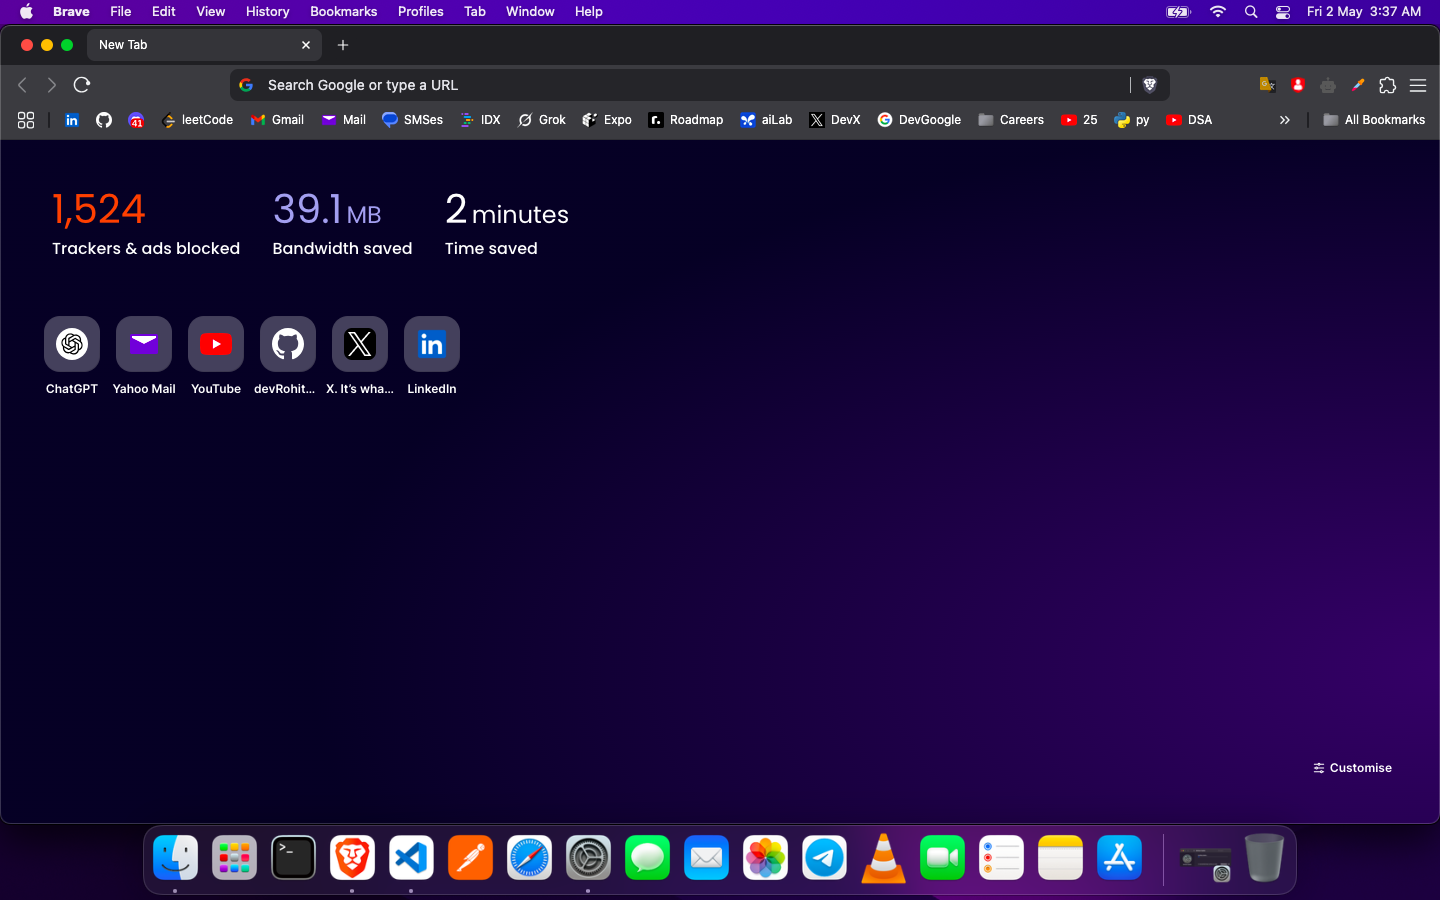 Brave File Edit View History Bookmarks Profiles Tab Window Help Fri 2 May 3:37 AM
New Tab
Search Google or type a URL
41 leetCode Gmail Mail SMSes IDX Grok Expo Roadmap aiLab DevX DevGoogle Careers 25 py DSA All Bookmarks
1,524 39.1 MB 2 minutes
Trackers & ads blocked Bandwidth saved Time saved
ChatGPT Yahoo Mail YouTube devRohit... X. It's wha... LinkedIn
Customise